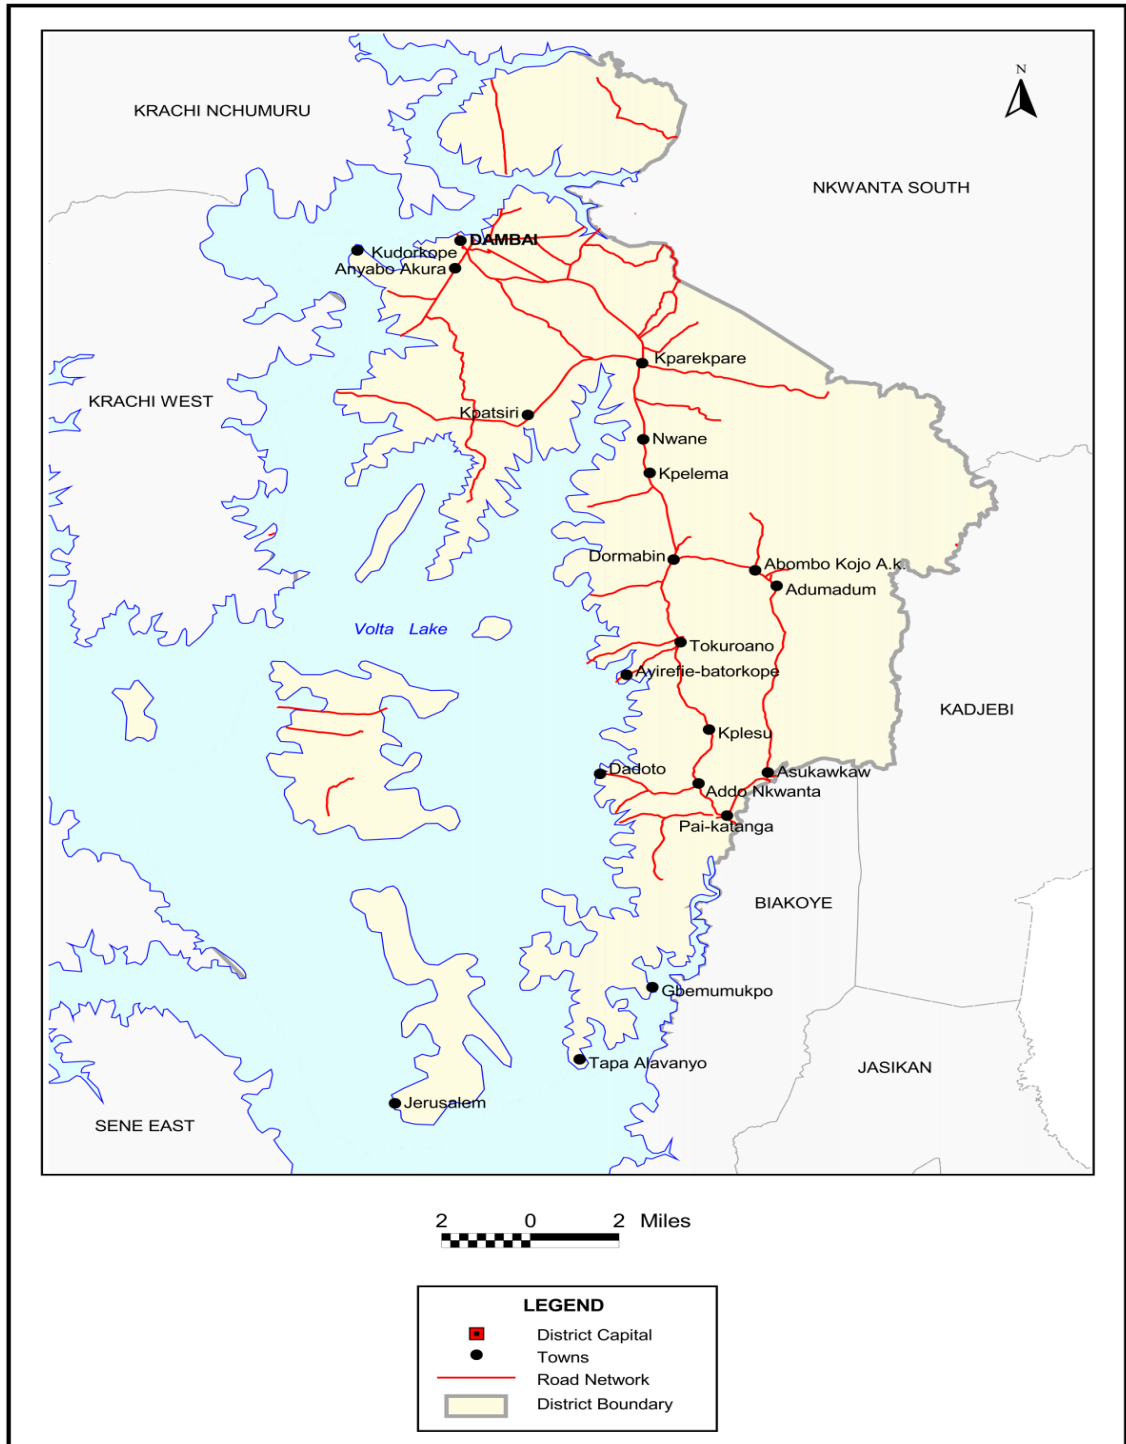 N
KRACHI NCHUMURU
NKWANTA SOUTH
DAMBAI
Kudorkope
Anyabo Akura
Kparekpare
KRACHI WEST
Kpatsiri
Nwane
Kpelema
Dormabin
Abombo Kojo A.k.
Adumadum
Volta Lake
Tokuroano
Ayirefie-batorkope
KADJEBI
Kplesu
Dadoto
Asukawkaw
Addo Nkwanta
Pai-katanga
BIAKOYE
Gbemumukpo
Tapa Alavanyo
JASIKAN
Jerusalem
SENE EAST
2 0 2 Miles
LEGEND
District Capital
Towns
Road Network
District Boundary